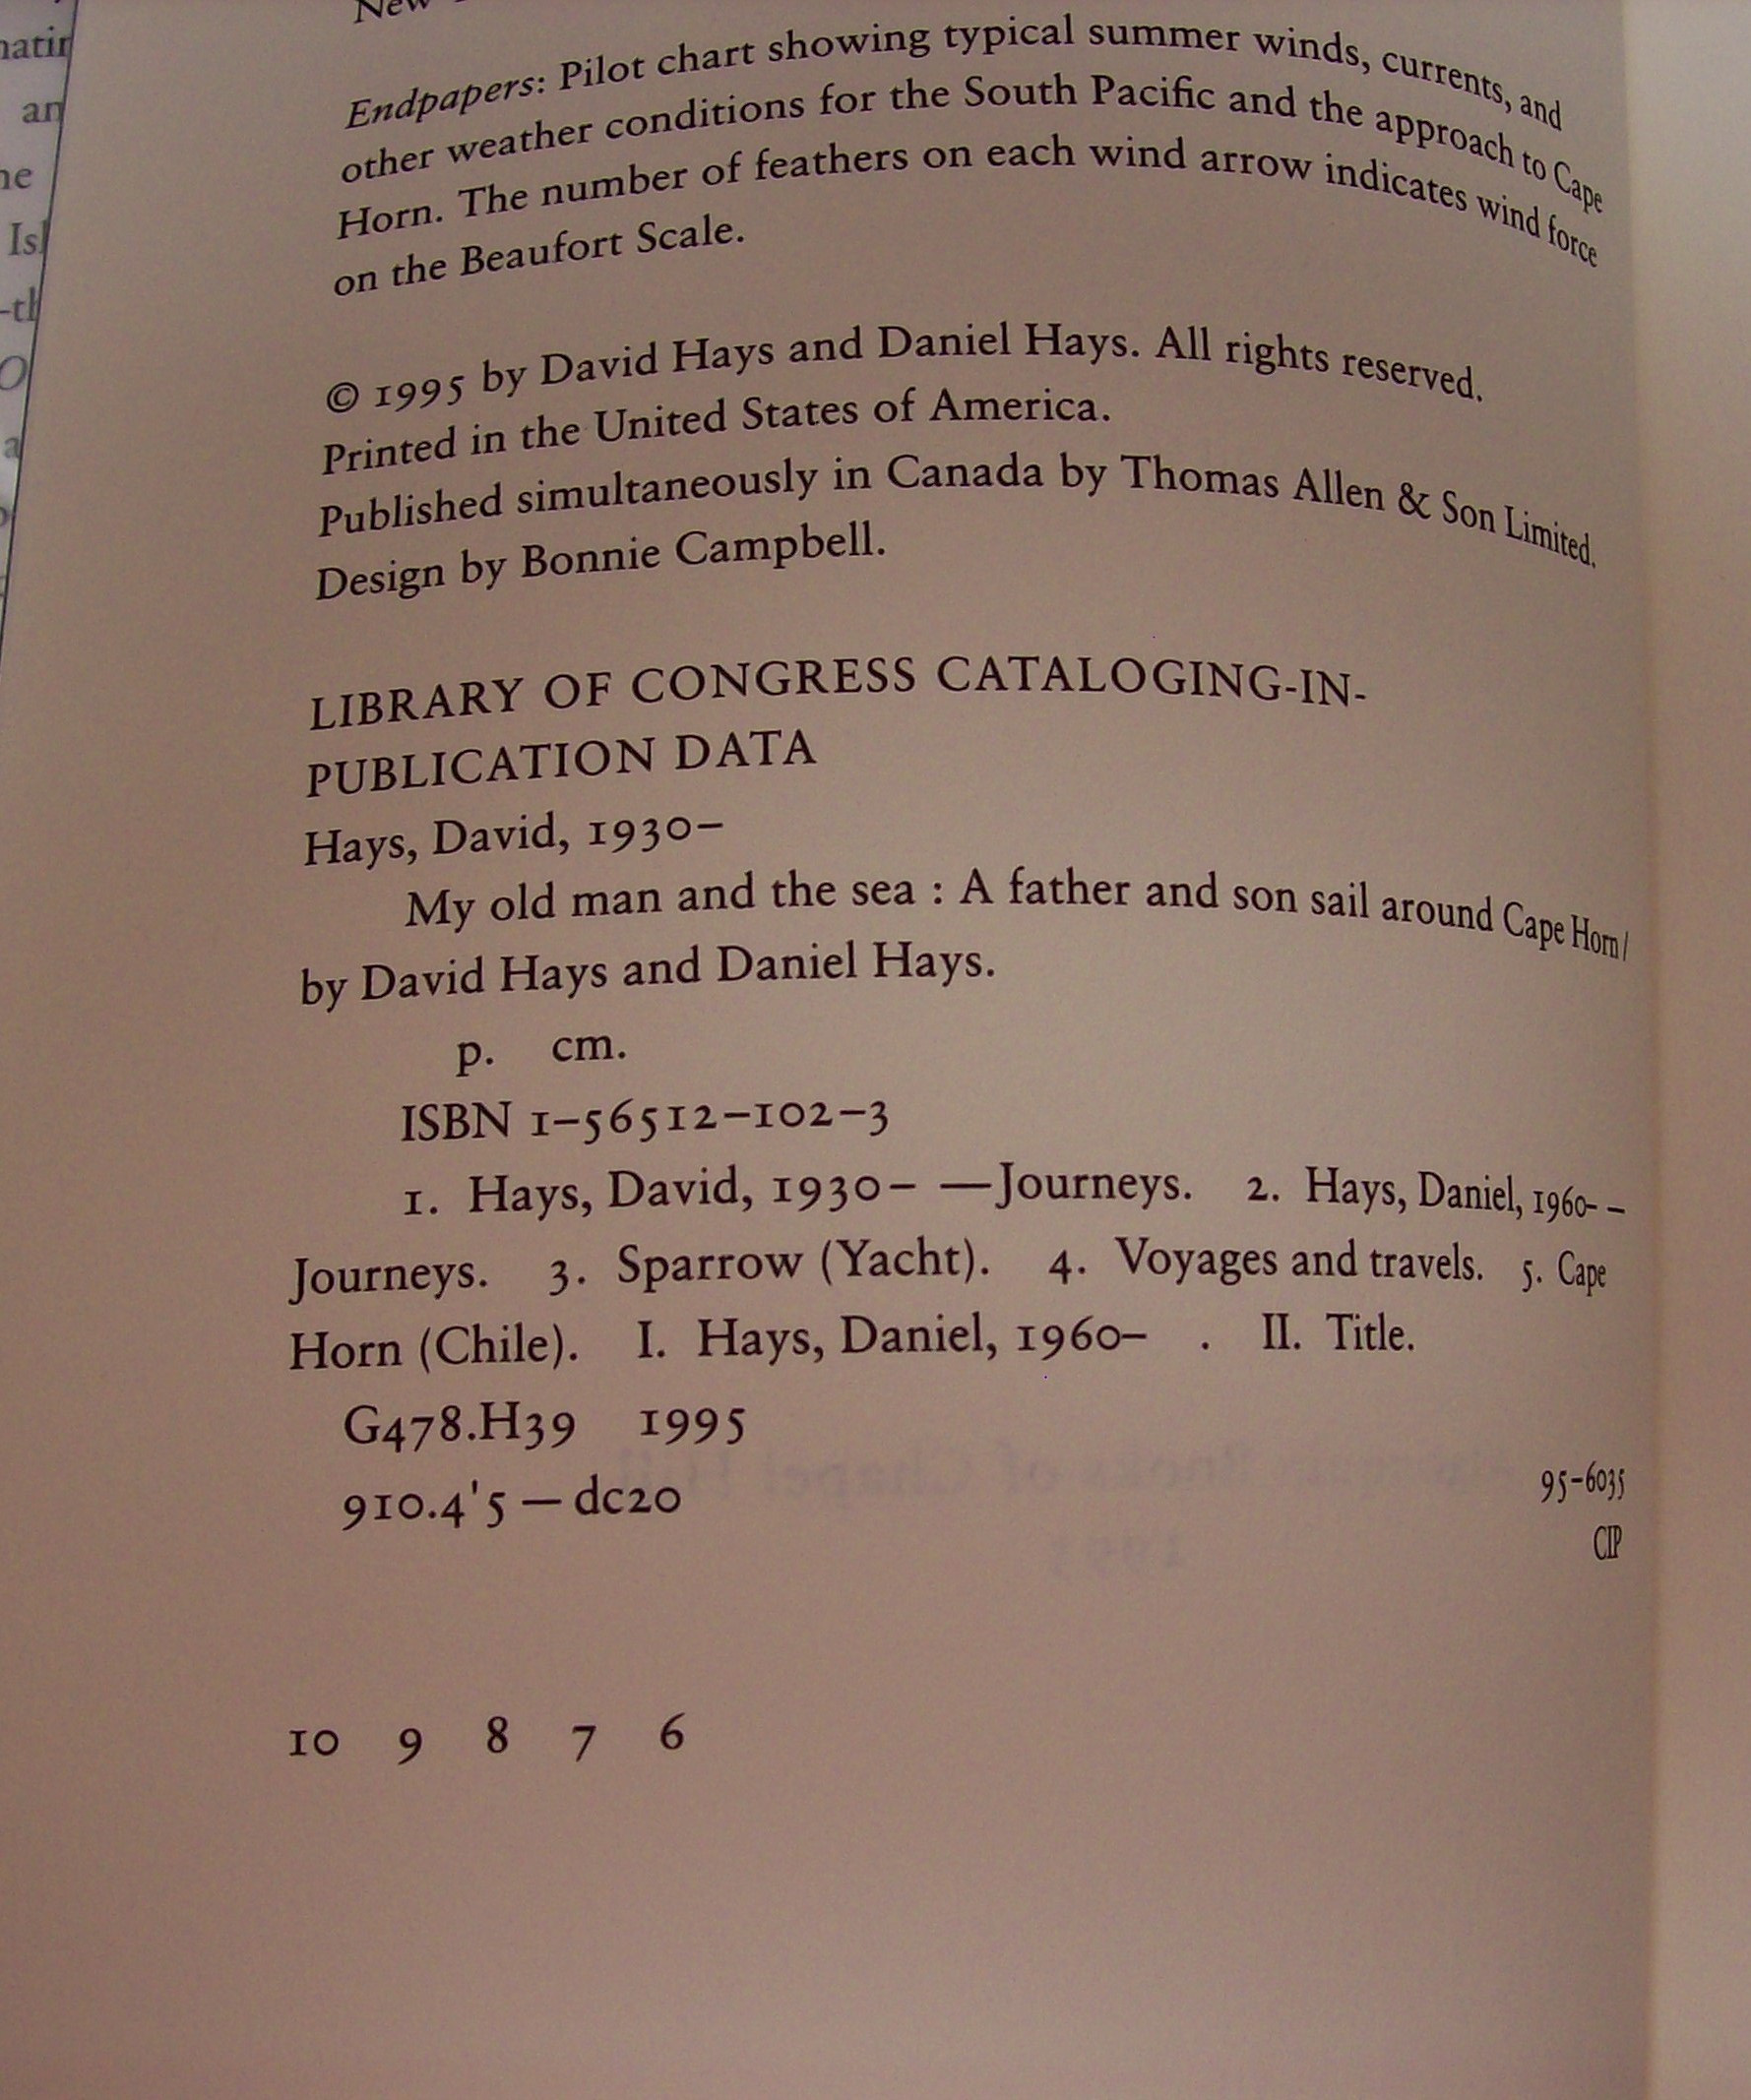 New
Endpapers: Pilot chart showing typical summer winds, currents, and
other weather conditions for the South Pacific and the approach to Cape
Horn. The number of feathers on each wind arrow indicates wind force
on the Beaufort Scale.
© 1995 by David Hays and Daniel Hays. All rights reserved.
Printed in the United States of America.
Published simultaneously in Canada by Thomas Allen & Son Limited.
Design by Bonnie Campbell.
LIBRARY OF CONGRESS CATALOGING-IN-
PUBLICATION DATA
Hays, David, 1930–
My old man and the sea : A father and son sail around Cape Horn /
by David Hays and Daniel Hays.
p. cm.
ISBN 1–56512–102–3
1. Hays, David, 1930– —Journeys. 2. Hays, Daniel, 1960– –
Journeys. 3. Sparrow (Yacht). 4. Voyages and travels. 5. Cape
Horn (Chile). I. Hays, Daniel, 1960– . II. Title.
G478.H39 1995
910.4'5 — dc20 95–6035
CIP
10 9 8 7 6